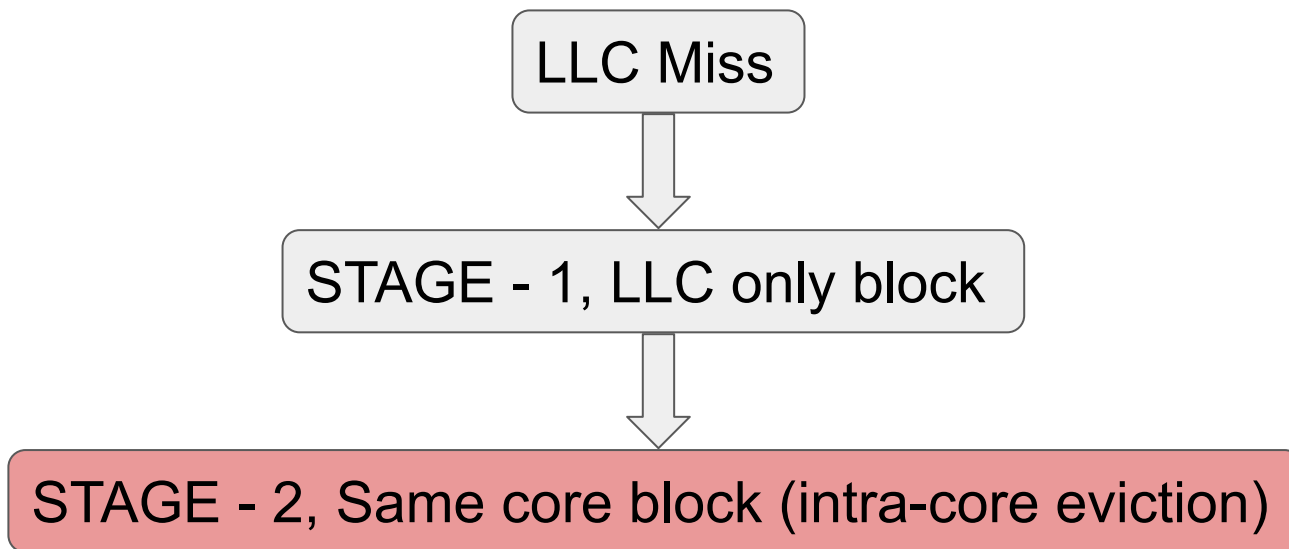 LLC Miss
STAGE - 1, LLC only block
STAGE - 2, Same core block (intra-core eviction)